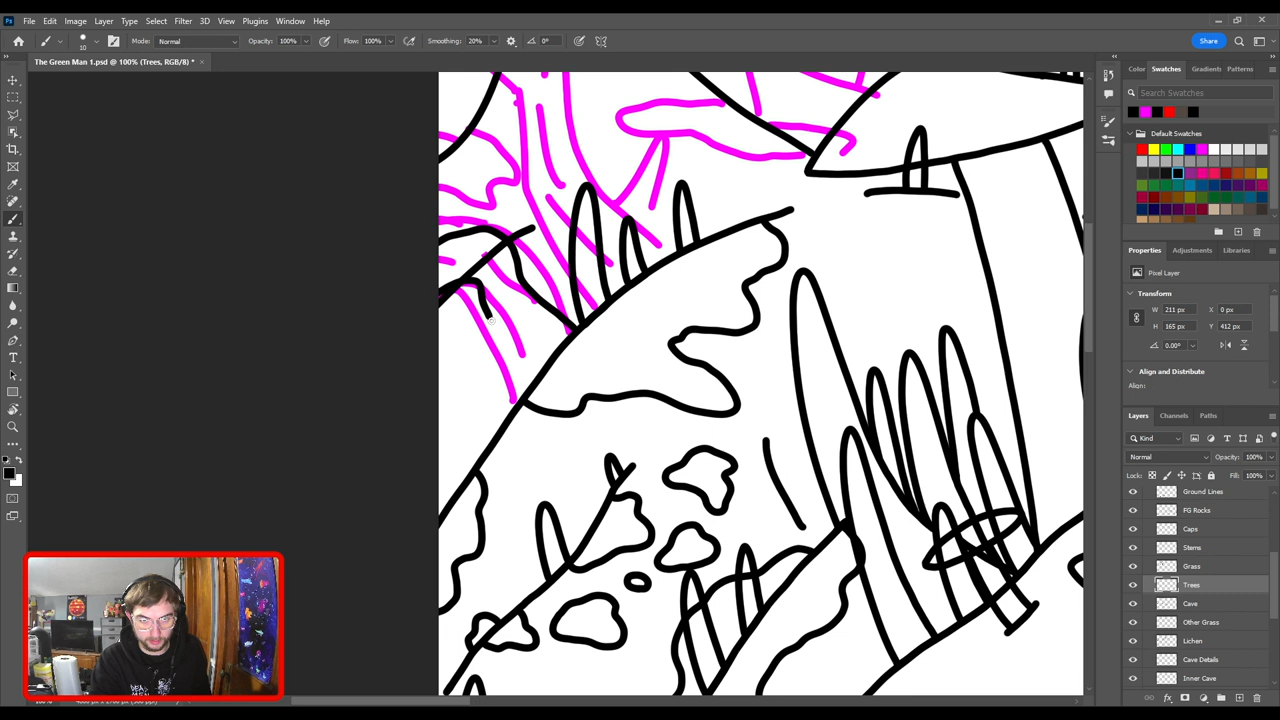 Ps File Edit Image Layer Type Select Filter 3D View Plugins Window Help
10 Mode: Normal Opacity: 100% Flow: 100% Smoothing: 20% 0° Share
The Green Man 1.psd @ 100% (Trees, RGB/8) *
Color Swatches Gradients Patterns
Search Swatches
Default Swatches
Properties Adjustments Libraries
Pixel Layer
Transform
W 211 px X 0 px
H 165 px Y 412 px
0.00°
Align and Distribute
Align:
Layers Channels Paths
Kind
Normal Opacity: 100%
Lock: Fill: 100%
Ground Lines
FG Rocks
Caps
Stems
Grass
Trees
Cave
Other Grass
Lichen
Cave Details
Inner Cave